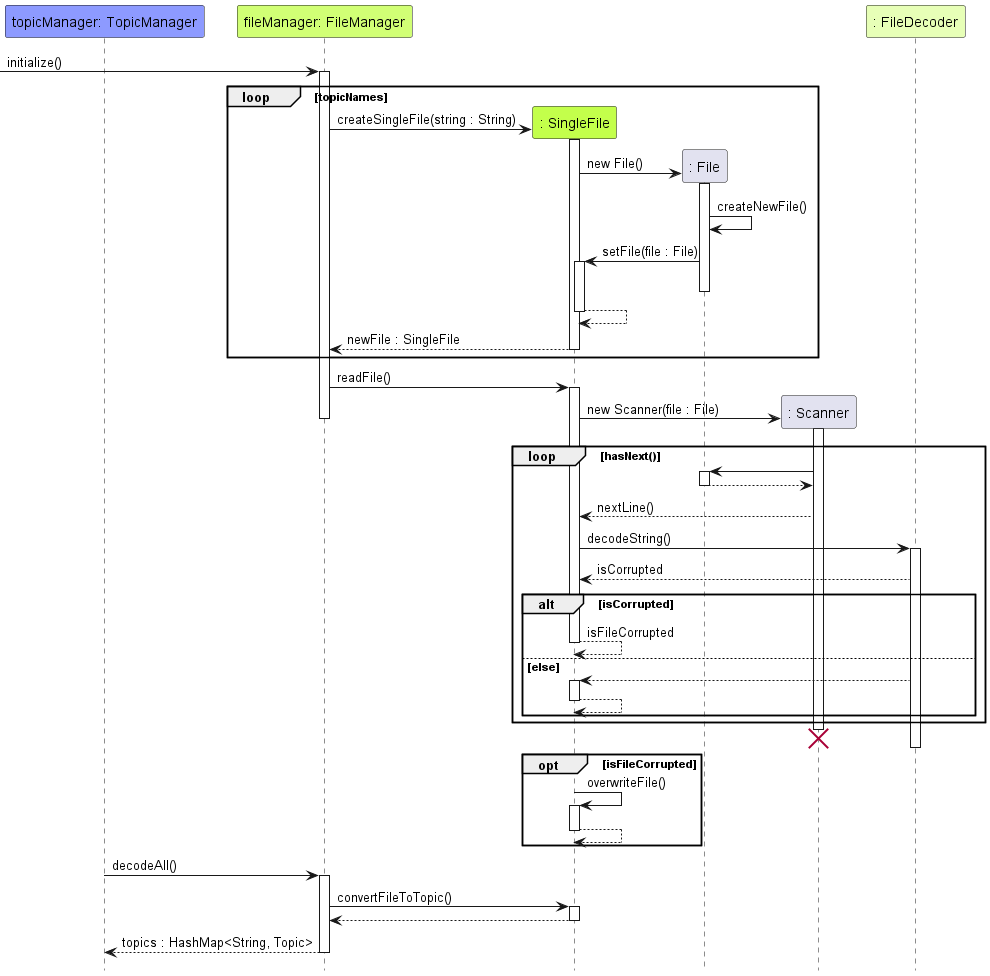 topicManager: TopicManager
fileManager: FileManager
: FileDecoder
initialize()
loop
[topicNames]
createSingleFile(string : String)
: SingleFile
new File()
: File
createNewFile()
setFile(file : File)
newFile : SingleFile
readFile()
new Scanner(file : File)
: Scanner
loop
[hasNext()]
nextLine()
decodeString()
isCorrupted
alt
[isCorrupted]
isFileCorrupted
[else]
opt
[isFileCorrupted]
overwriteFile()
decodeAll()
convertFileToTopic()
topics : HashMap<String, Topic>